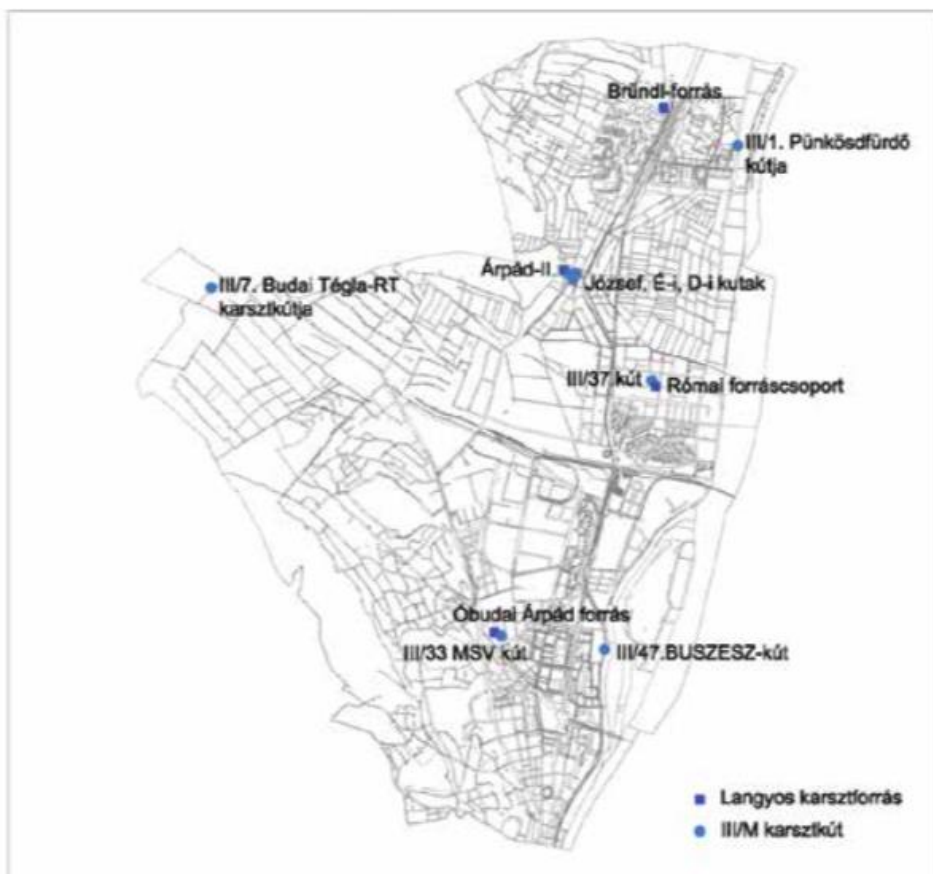 Bründl-forrás
III/1. Pünkösdfürdő
kútja
Árpád-II.
József, É-i, D-i kutak
III/7. Budai Tégla-RT
karsztkútja
III/37.kút
Római forráscsoport
Óbudai Árpád forrás
III/33 MSV kút
III/47.BUSZESZ-kút
Langyos karsztforrás
III/M karsztkút